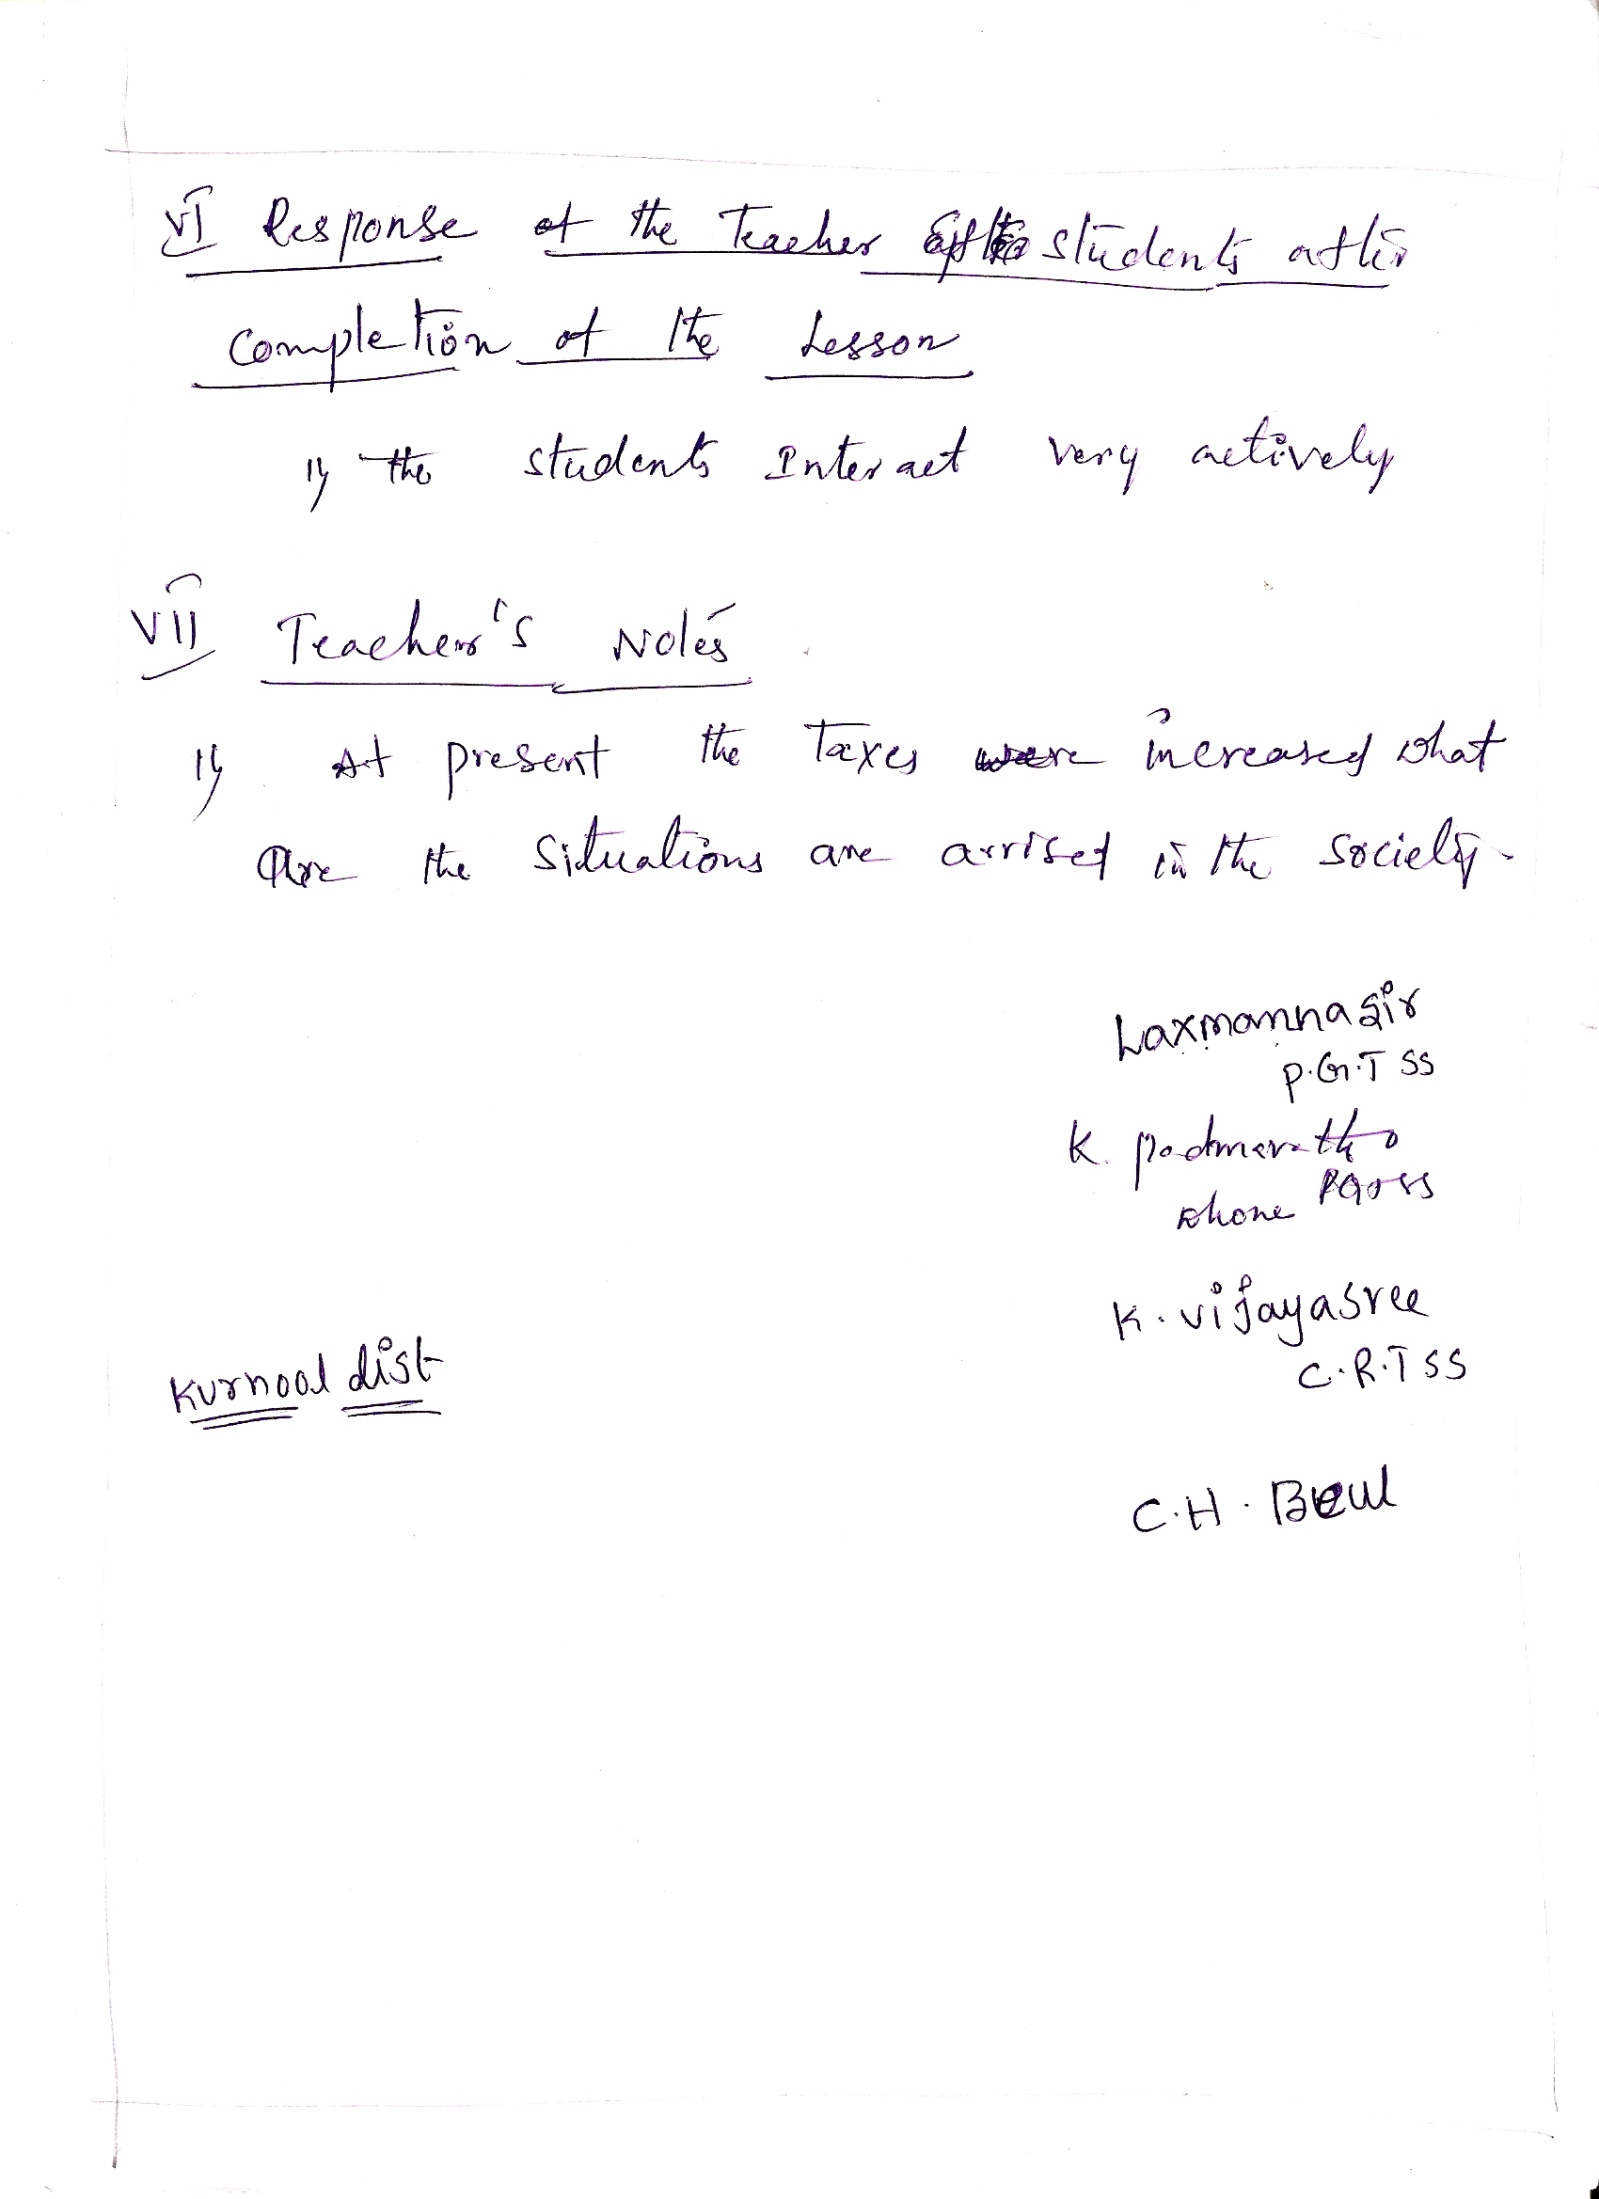 VI Response of the Teacher students after
completion of the Lesson
1) the students Interact very actively
VII Teacher's Notes
1) At present the Taxes were increased what
are the situations are arrised in the society.
Laxmanna sir
P.G.T SS
K.
dhone
K. vijayasree
C.R.T SS
Kurnool dist
C.H.